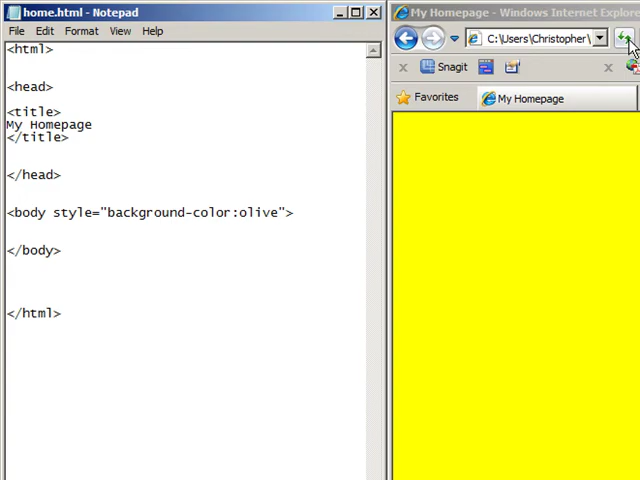 home.html - Notepad
File Edit Format View Help
<html>
<head>
<title>
My Homepage
</title>
</head>
<body style="background-color:olive">
</body>
</html>
My Homepage - Windows Internet Explore
C:\Users\Christopher\
x Snagit x
Favorites My Homepage